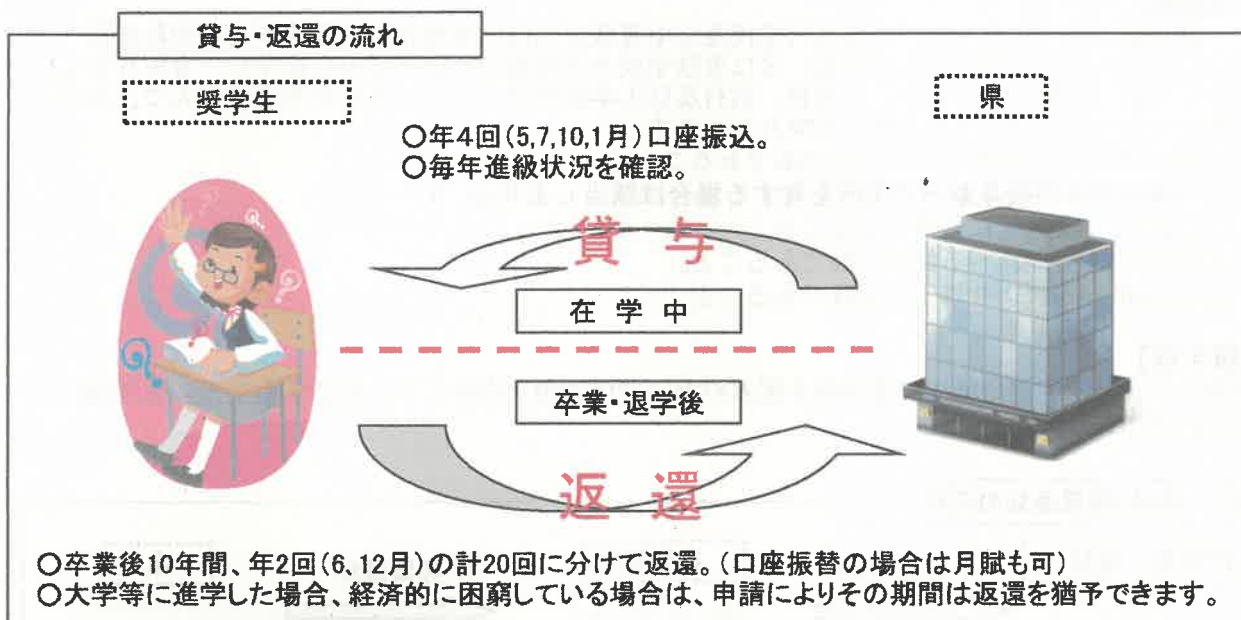 貸与・返還の流れ
奨学生
県
○年4回(5,7,10,1月)口座振込。
○毎年進級状況を確認。
貸 与
在 学 中
卒業・退学後
返 還
○卒業後10年間、年2回(6、12月)の計20回に分けて返還。(口座振替の場合は月賦も可)
○大学等に進学した場合、経済的に困窮している場合は、申請によりその期間は返還を猶予できます。